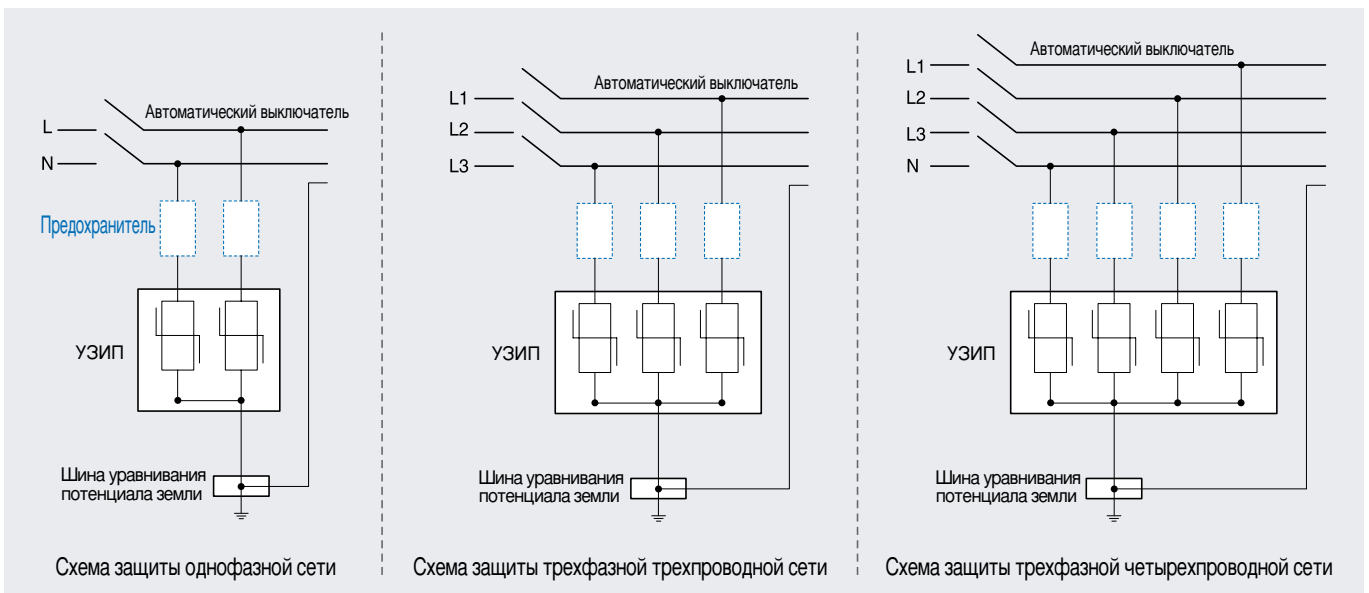 Автоматический выключатель
L
N
Предохранитель
УЗИП
Шина уравнивания
потенциала земли
Схема защиты однофазной сети
Автоматический выключатель
L1
L2
L3
УЗИП
Шина уравнивания
потенциала земли
Схема защиты трехфазной трехпроводной сети
Автоматический выключатель
L1
L2
L3
N
УЗИП
Шина уравнивания
потенциала земли
Схема защиты трехфазной четырехпроводной сети